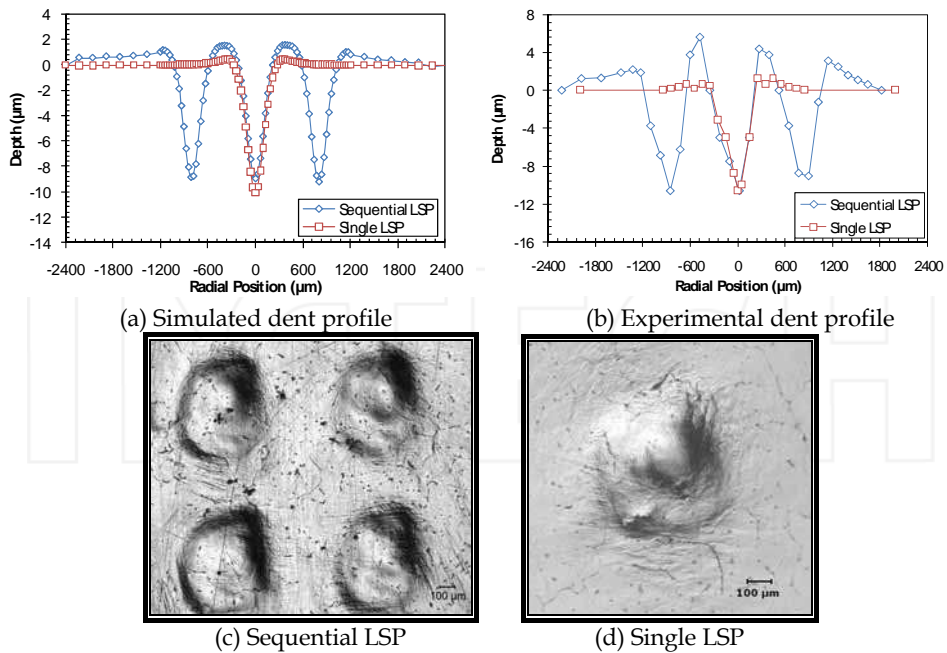 4
2
0
-2
-4
-6
-8
-10
-12
-14
Depth (µm)
Sequential LSP
Single LSP
-2400 -1800 -1200 -600 0 600 1200 1800 2400
Radial Position (µm)
(a) Simulated dent profile
8
4
0
-4
-8
-12
-16
Depth (µm)
Sequential LSP
Single LSP
-2400 -1800 -1200 -600 0 600 1200 1800 2400
Radial Position (µm)
(b) Experimental dent profile
100 µm
(c) Sequential LSP
100 µm
(d) Single LSP